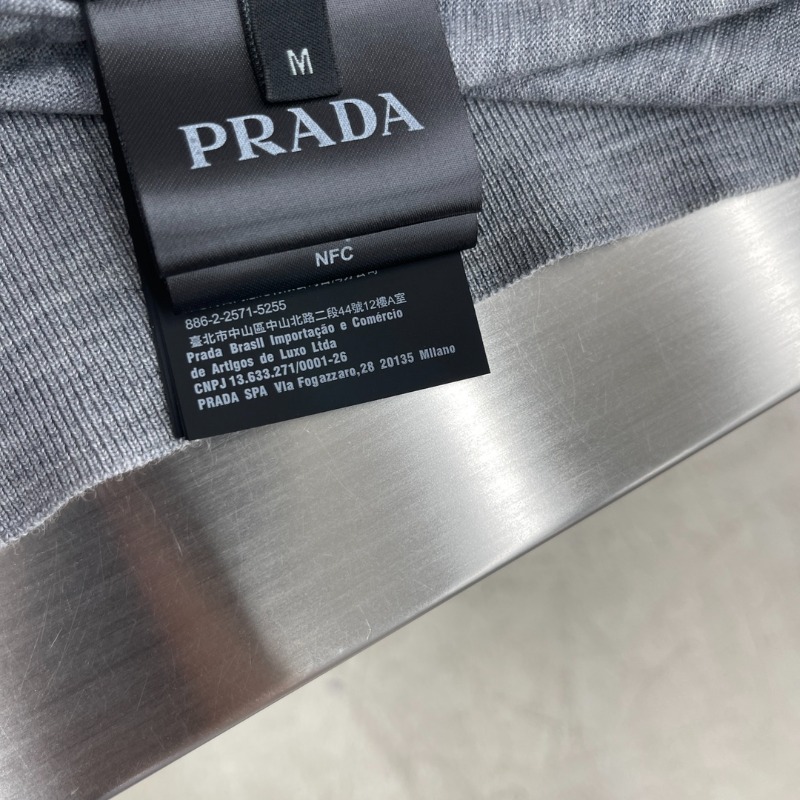 M
PRADA
NFC
886-2-2571-5255
臺北市中山區中山北路二段44號12樓A室
Prada Brasil Importação e Comércio
de Artigos de Luxo Ltda
CNPJ 13.633.271/0001-26
PRADA SPA Via Fogazzaro,28 20135 Milano